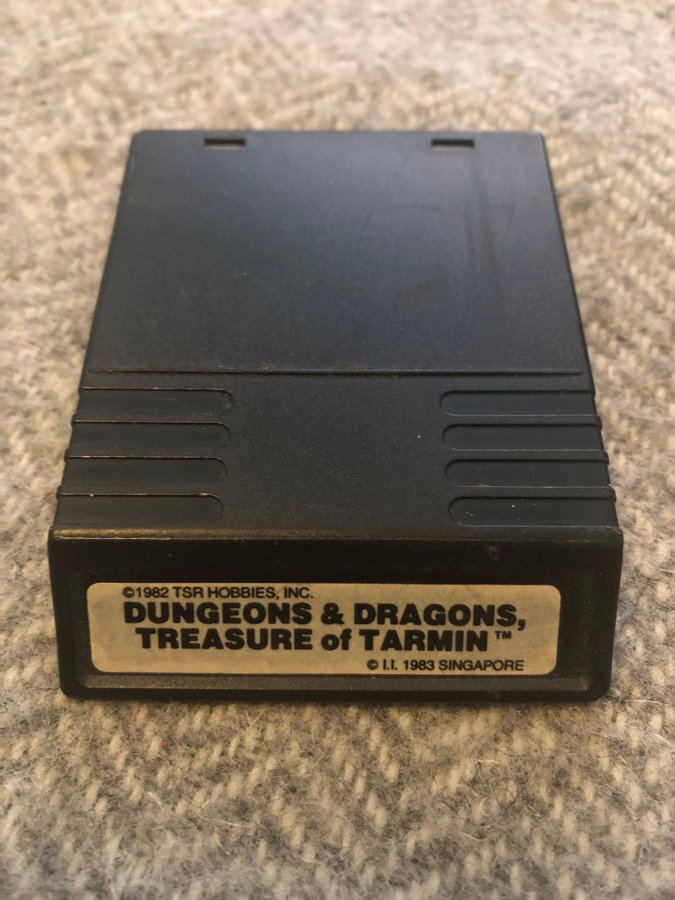 ©1982 TSR HOBBIES, INC.
DUNGEONS & DRAGONS,
TREASURE of TARMIN™
© I.I. 1983 SINGAPORE